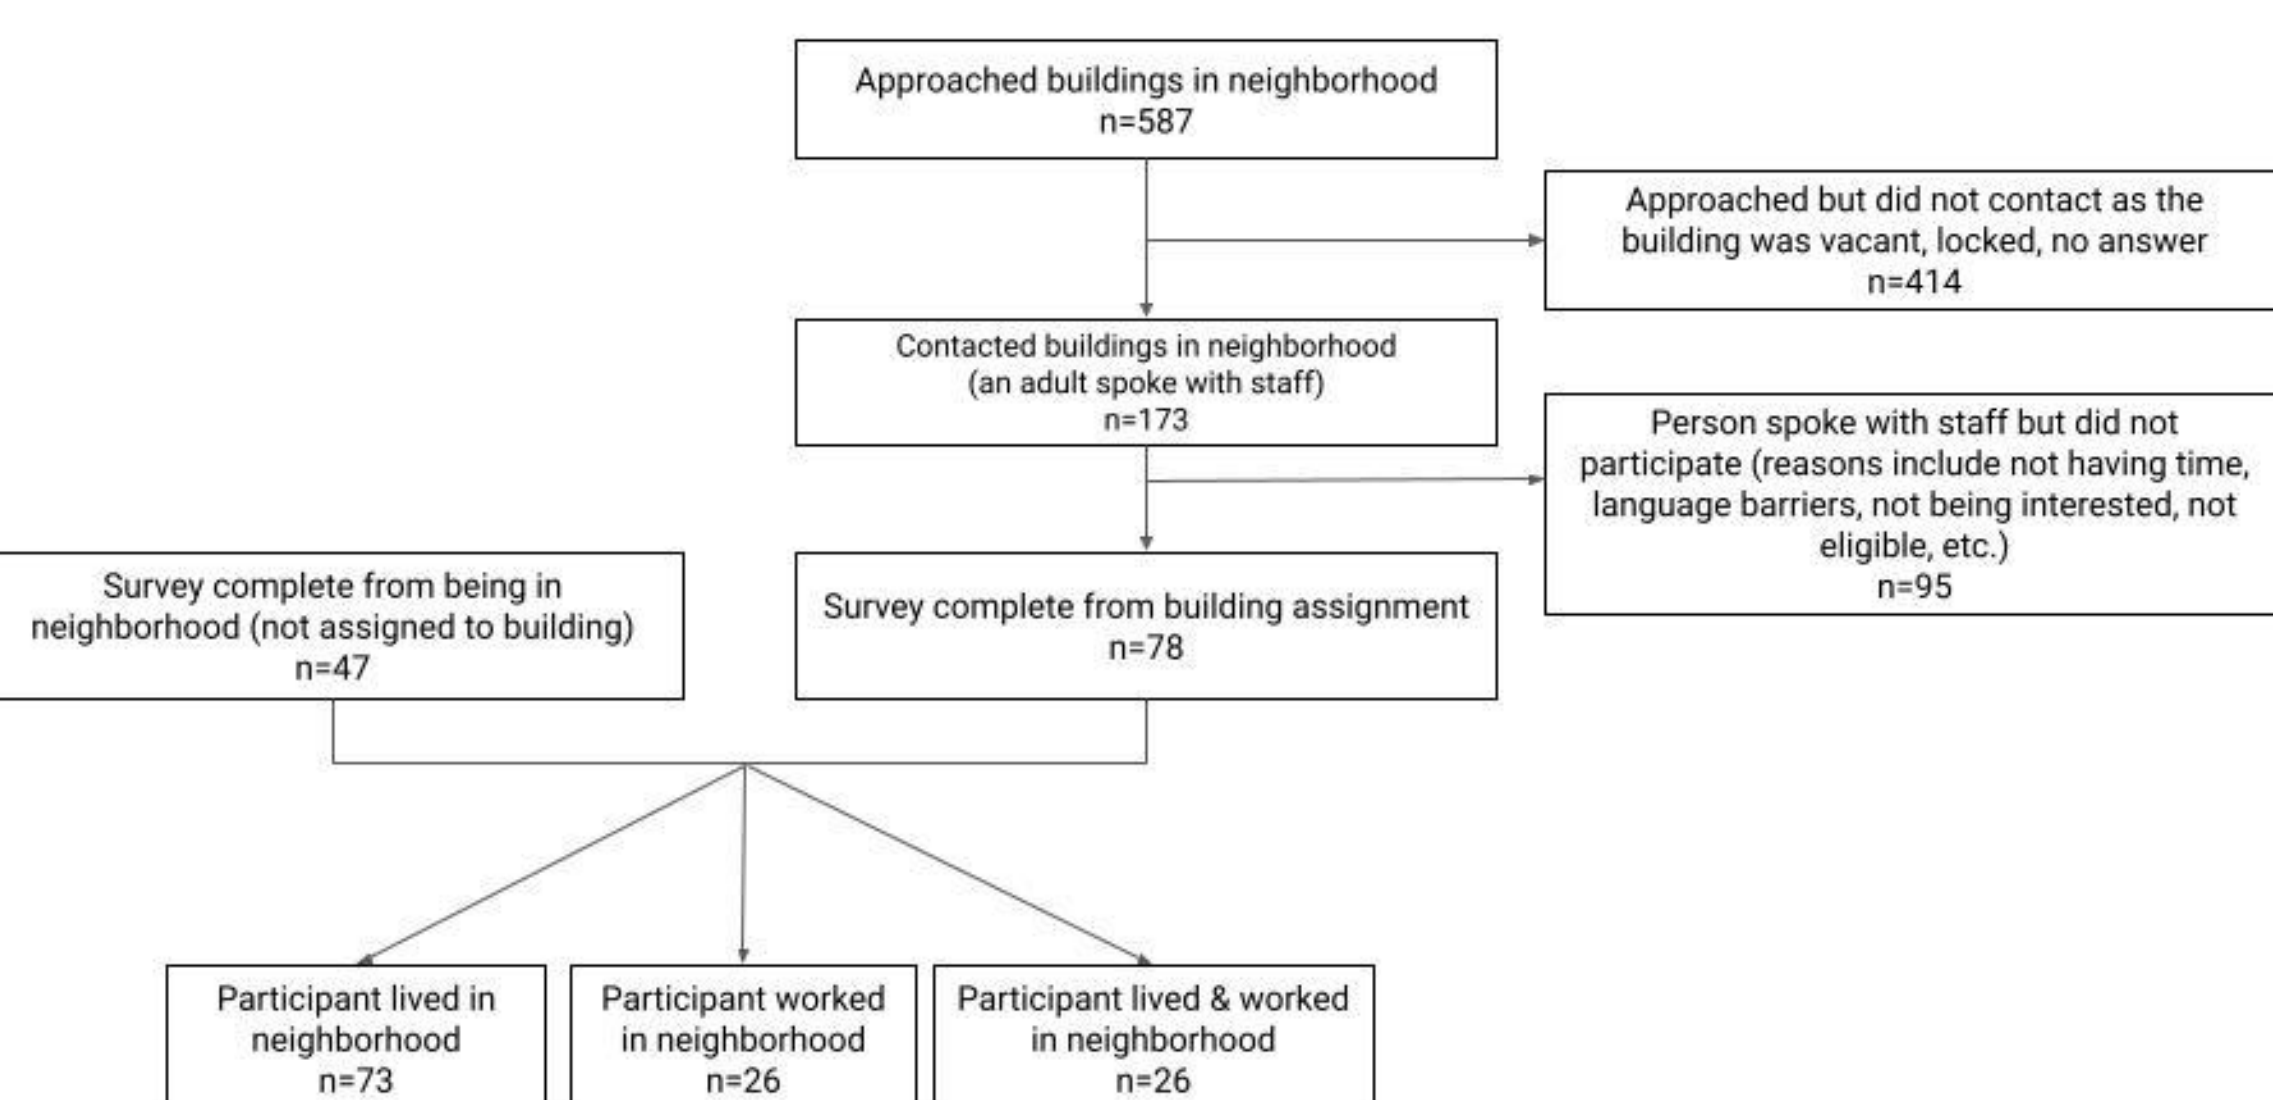 Approached buildings in neighborhood
n=587
Approached but did not contact as the
building was vacant, locked, no answer
n=414
Contacted buildings in neighborhood
(an adult spoke with staff)
n=173
Person spoke with staff but did not
participate (reasons include not having time,
language barriers, not being interested, not
eligible, etc.)
n=95
Survey complete from being in
neighborhood (not assigned to building)
n=47
Survey complete from building assignment
n=78
Participant lived in
neighborhood
n=73
Participant worked
in neighborhood
n=26
Participant lived & worked
in neighborhood
n=26